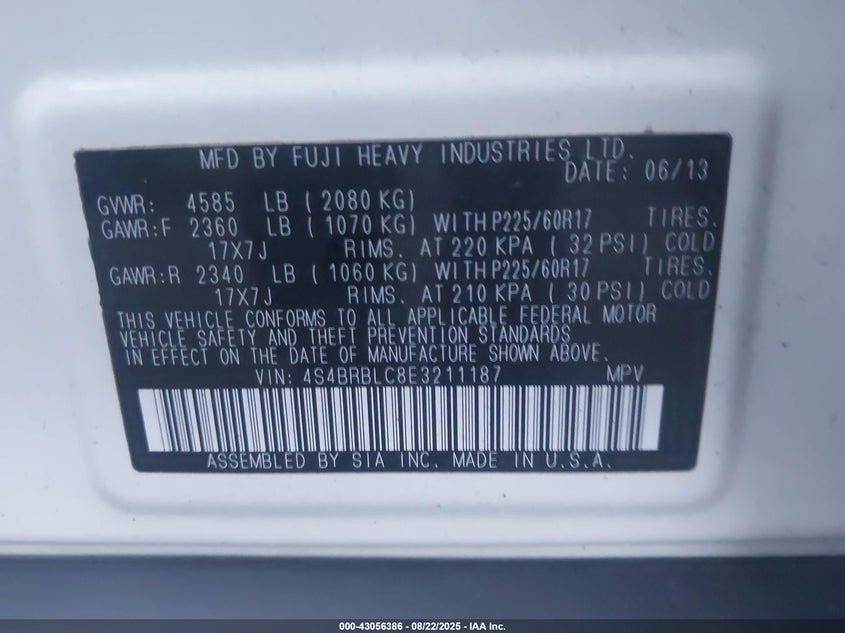 MFD BY FUJI HEAVY INDUSTRIES LTD.
DATE: 06/13
GVWR: 4585 LB ( 2080 KG)
GAWR:F 2360 LB ( 1070 KG) WITH P225/60R17 TIRES.
17X7J RIMS. AT 220 KPA ( 32 PSI) COLD
GAWR:R 2340 LB ( 1060 KG) WITH P225/60R17 TIRES.
17X7J RIMS. AT 210 KPA ( 30 PSI) COLD
THIS VEHICLE CONFORMS TO ALL APPLICABLE FEDERAL MOTOR
VEHICLE SAFETY AND THEFT PREVENTION STANDARDS
IN EFFECT ON THE DATE OF MANUFACTURE SHOWN ABOVE.
VIN: 4S4BRBLC8E3211187 MPV
ASSEMBLED BY SIA INC. MADE IN U.S.A.
000-43056386 - 08/22/2025 - IAA Inc.